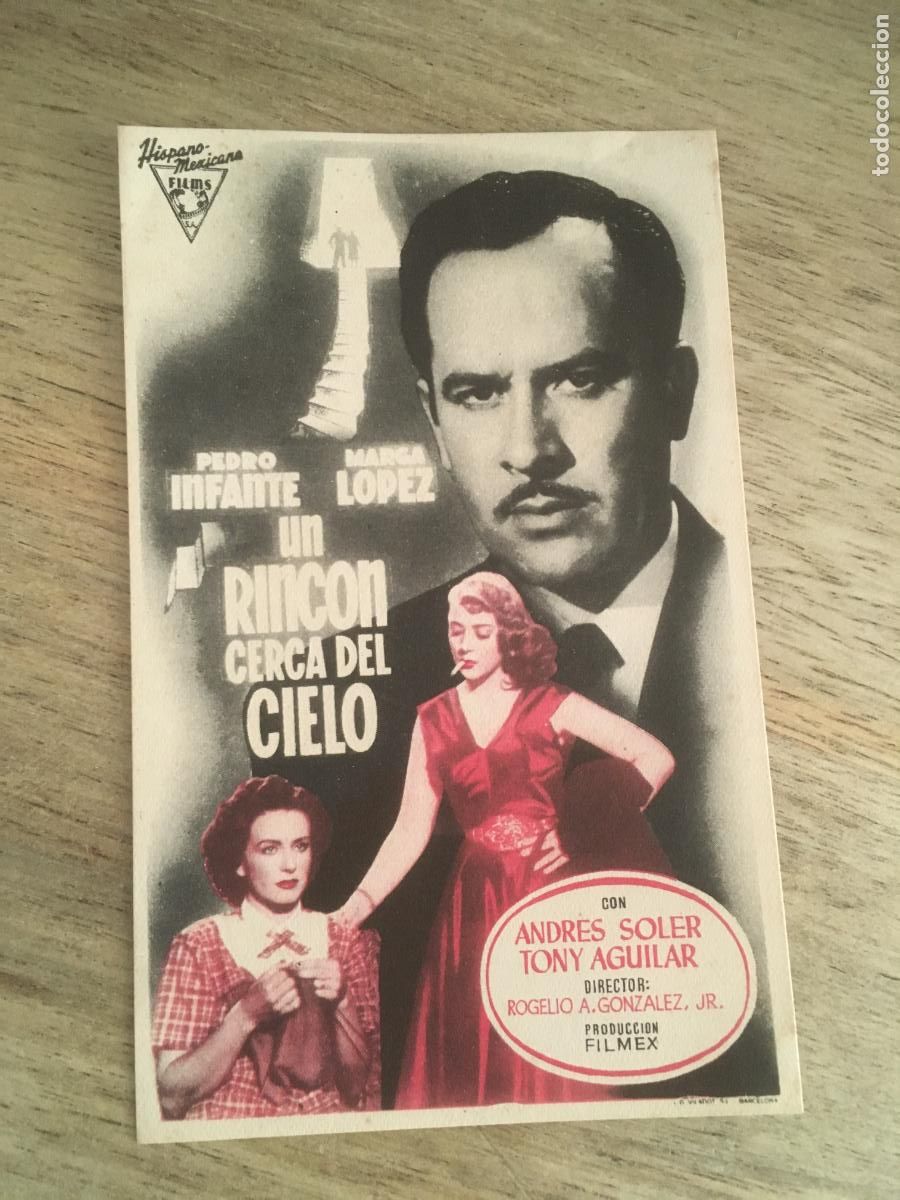 todocoleccion
Hispano-
Mexicana
FILMS
S.A.
PEDRO MARGA
INFANTE LOPEZ
un
RINCON
CERCA DEL
CIELO
CON
ANDRES SOLER
TONY AGUILAR
DIRECTOR:
ROGELIO A. GONZALEZ, JR.
PRODUCCION
FILMEX
BARCELONA